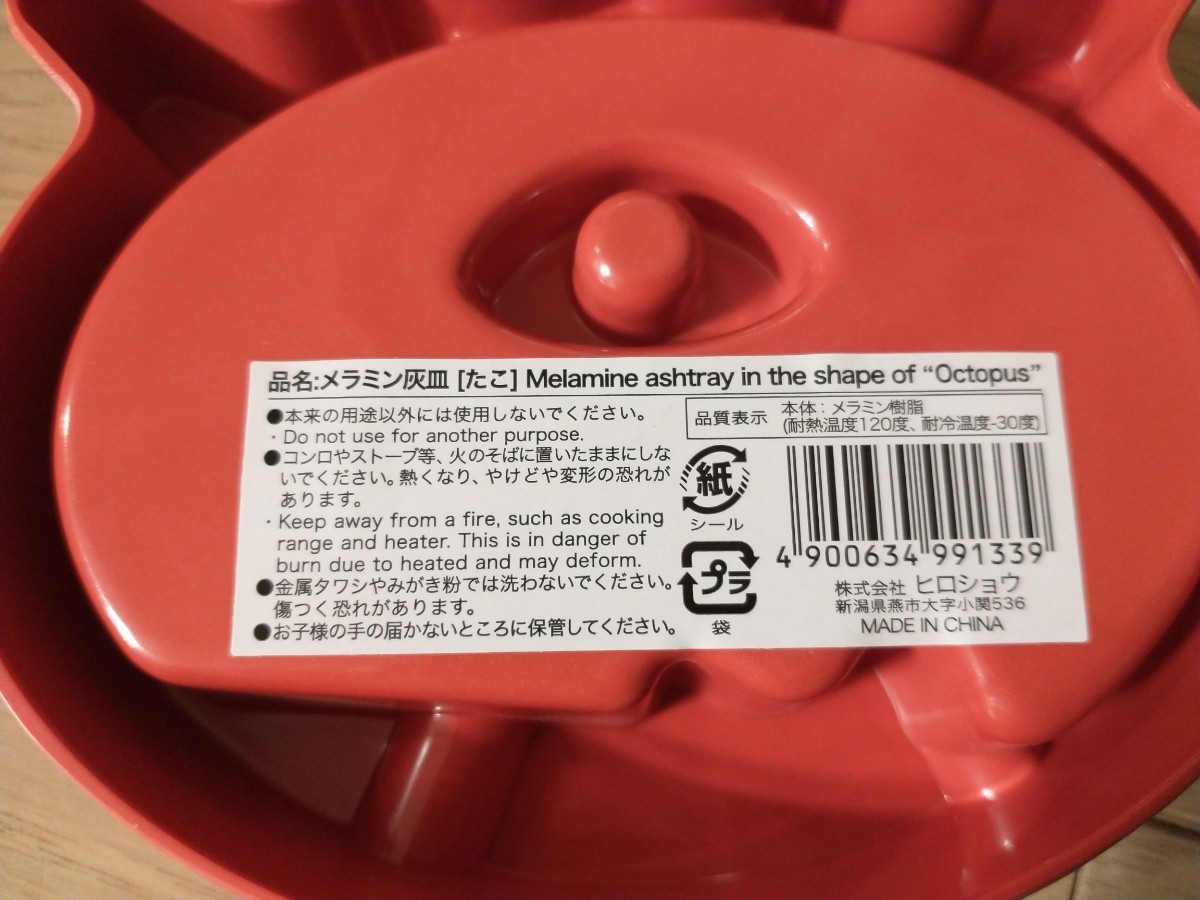 品名:メラミン灰皿 [たこ] Melamine ashtray in the shape of “Octopus”
●本来の用途以外には使用しないでください。
・Do not use for another purpose.
●コンロやストーブ等、火のそばに置いたままにしな
いでください。熱くなり、やけどや変形の恐れが
あります。
・Keep away from a fire, such as cooking
range and heater. This is in danger of
burn due to heated and may deform.
●金属タワシやみがき粉では洗わないでください。
傷つく恐れがあります。
●お子様の手の届かないところに保管してください。
品質表示
本体：メラミン樹脂
(耐熱温度120度、耐冷温度-30度)
紙
シール
プラ
袋
4 900634 991339
株式会社 ヒロショウ
新潟県燕市大字小関536
MADE IN CHINA